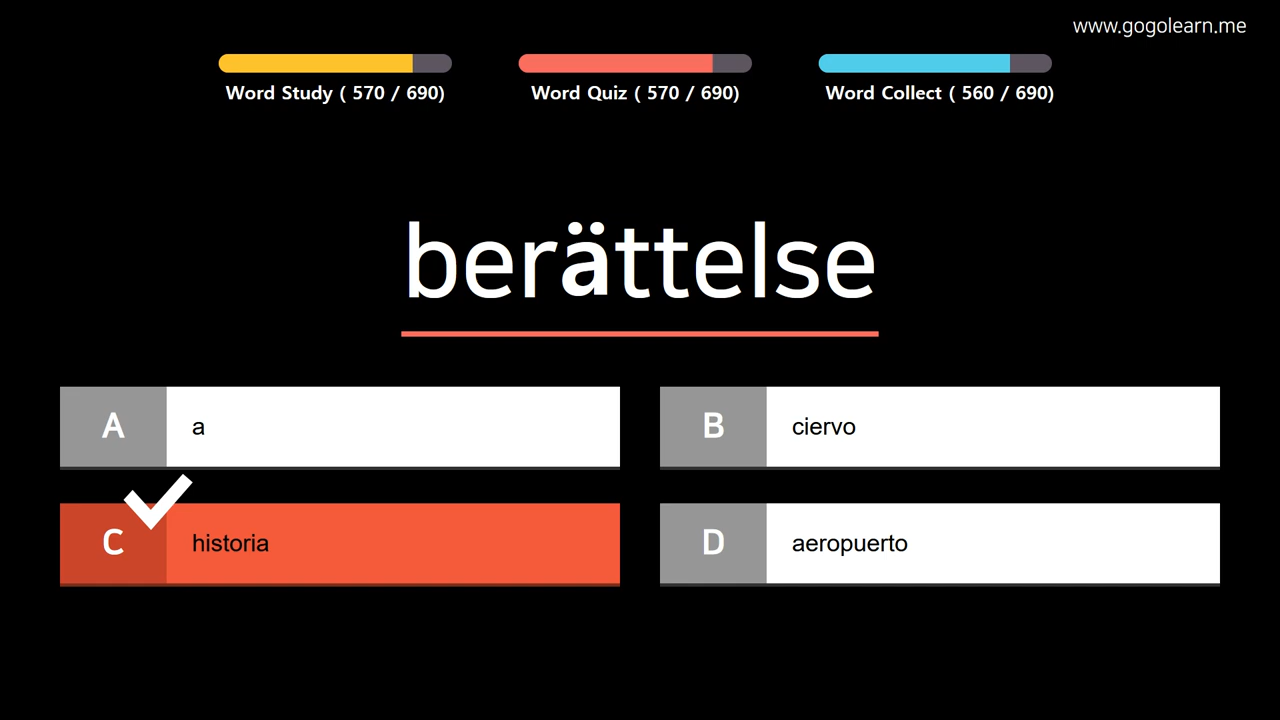 www.gogolearn.me
Word Study ( 570 / 690)
Word Quiz ( 570 / 690)
Word Collect ( 560 / 690)
berättelse
A a
B ciervo
C historia
D aeropuerto